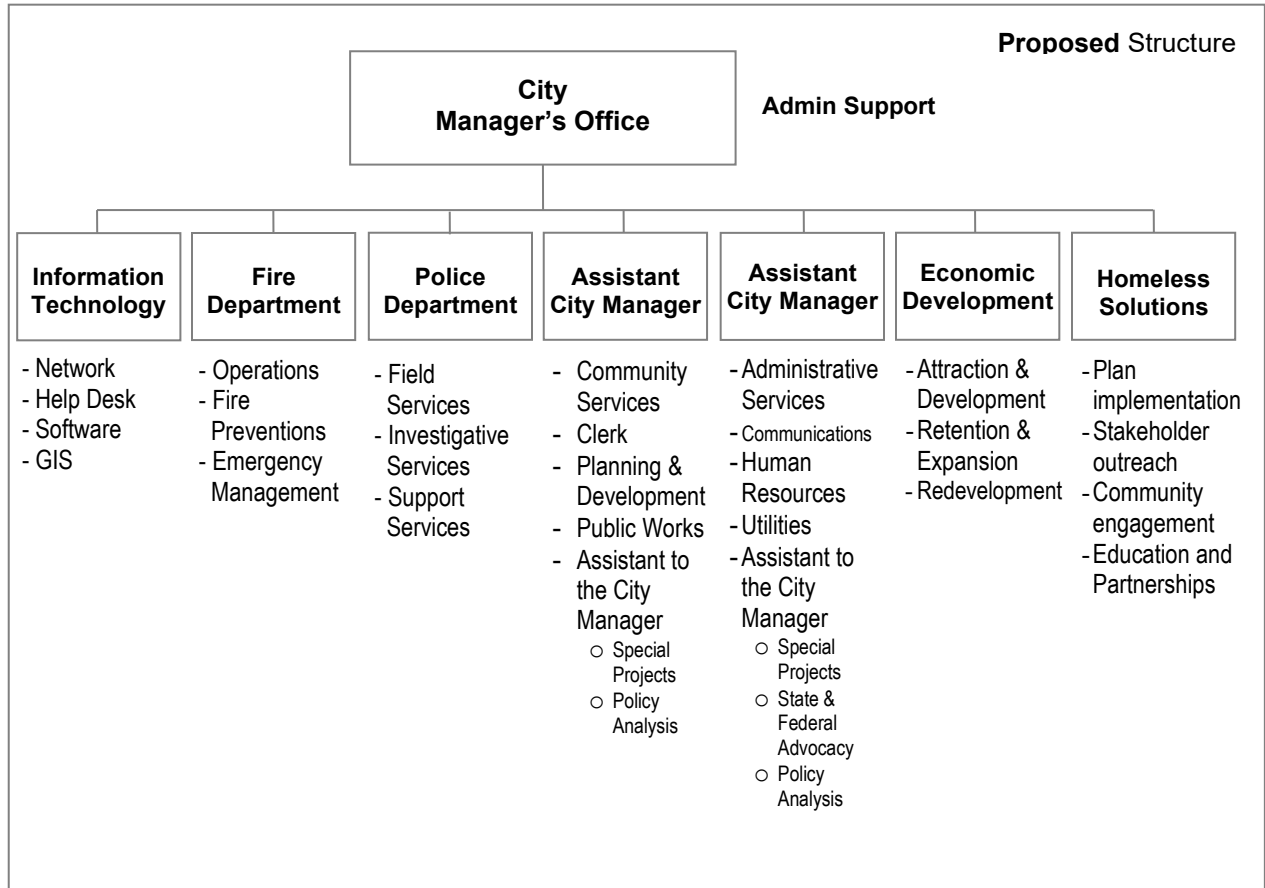 Proposed Structure
City
Manager’s Office
Admin Support
Information
Technology
- Network
- Help Desk
- Software
- GIS
Fire
Department
- Operations
- Fire
Preventions
- Emergency
Management
Police
Department
- Field
Services
- Investigative
Services
- Support
Services
Assistant
City Manager
- Community
Services
- Clerk
- Planning &
Development
- Public Works
- Assistant to
the City
Manager
o Special
Projects
o Policy
Analysis
Assistant
City Manager
- Administrative
Services
- Communications
- Human
Resources
- Utilities
- Assistant to
the City
Manager
o Special
Projects
o State &
Federal
Advocacy
o Policy
Analysis
Economic
Development
- Attraction &
Development
- Retention &
Expansion
- Redevelopment
Homeless
Solutions
- Plan
implementation
- Stakeholder
outreach
- Community
engagement
- Education and
Partnerships